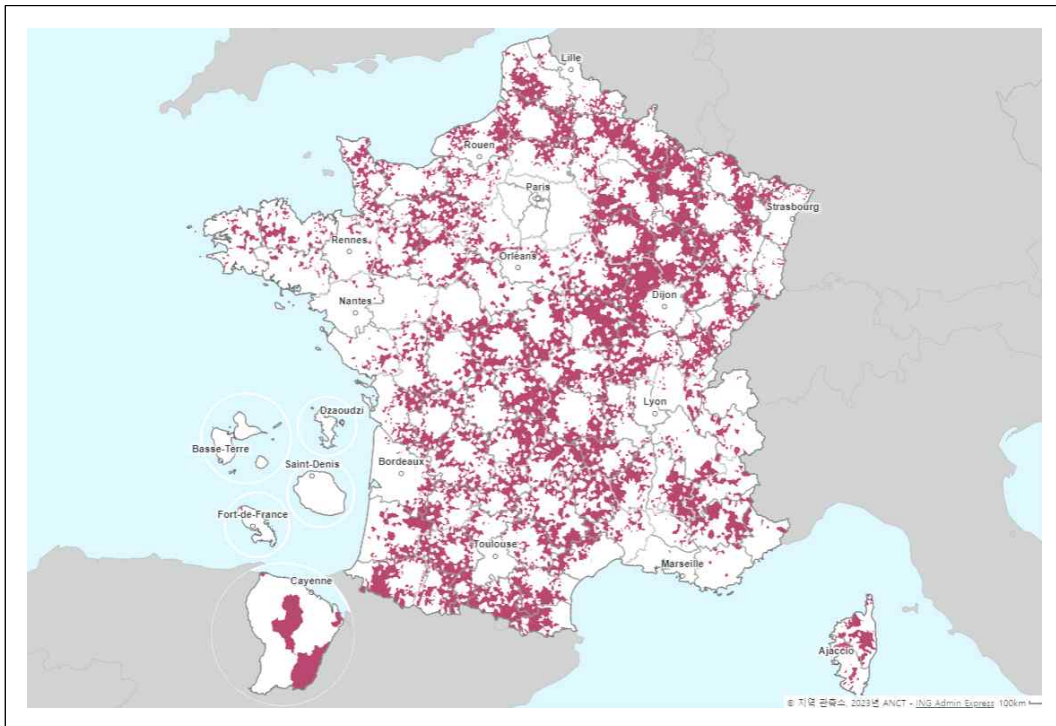 Lille
Rouen
Paris
Strasbourg
Rennes
Orléans
Nantes
Dijon
Dzaoudzi
Lyon
Basse-Terre
Saint-Denis
Bordeaux
Fort-de-France
Toulouse
Marseille
Cayenne
Ajaccio
© 지역 관측소, 2023년 ANCT - ING Admin Express 100km